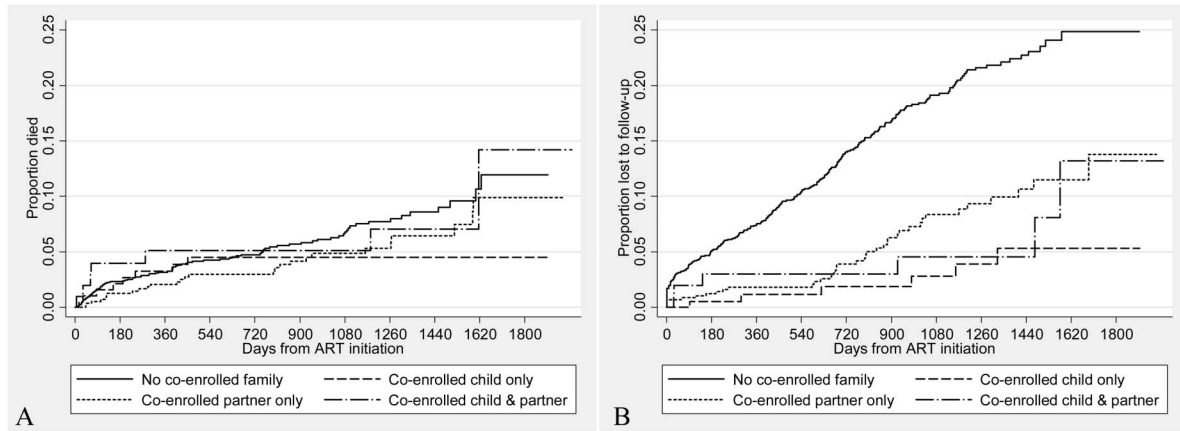 Proportion died
0.25
0.20
0.15
0.10
0.05
0.00
0 180 360 540 720 900 1080 1260 1440 1620 1800
Days from ART initiation
No co-enrolled family
Co-enrolled child only
Co-enrolled partner only
Co-enrolled child & partner
A
Proportion lost to follow-up
0.25
0.20
0.15
0.10
0.05
0.00
0 180 360 540 720 900 1080 1260 1440 1620 1800
Days from ART initiation
No co-enrolled family
Co-enrolled child only
Co-enrolled partner only
Co-enrolled child & partner
B